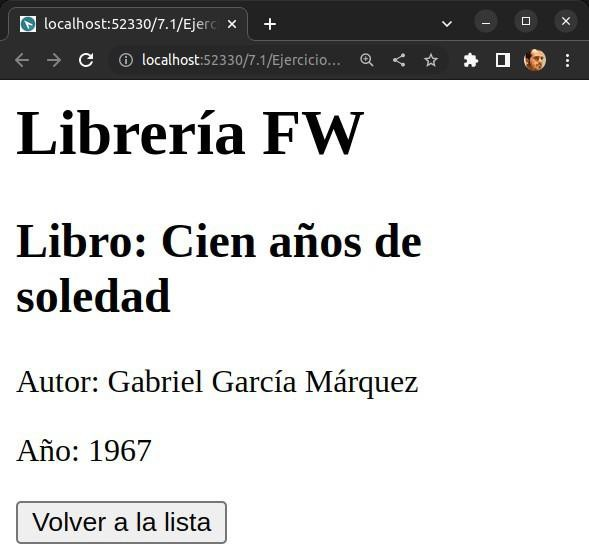 localhost:52330/7.1/Ejerc
localhost:52330/7.1/Ejercicio...
Librería FW
Libro: Cien años de
soledad
Autor: Gabriel García Márquez
Año: 1967
Volver a la lista